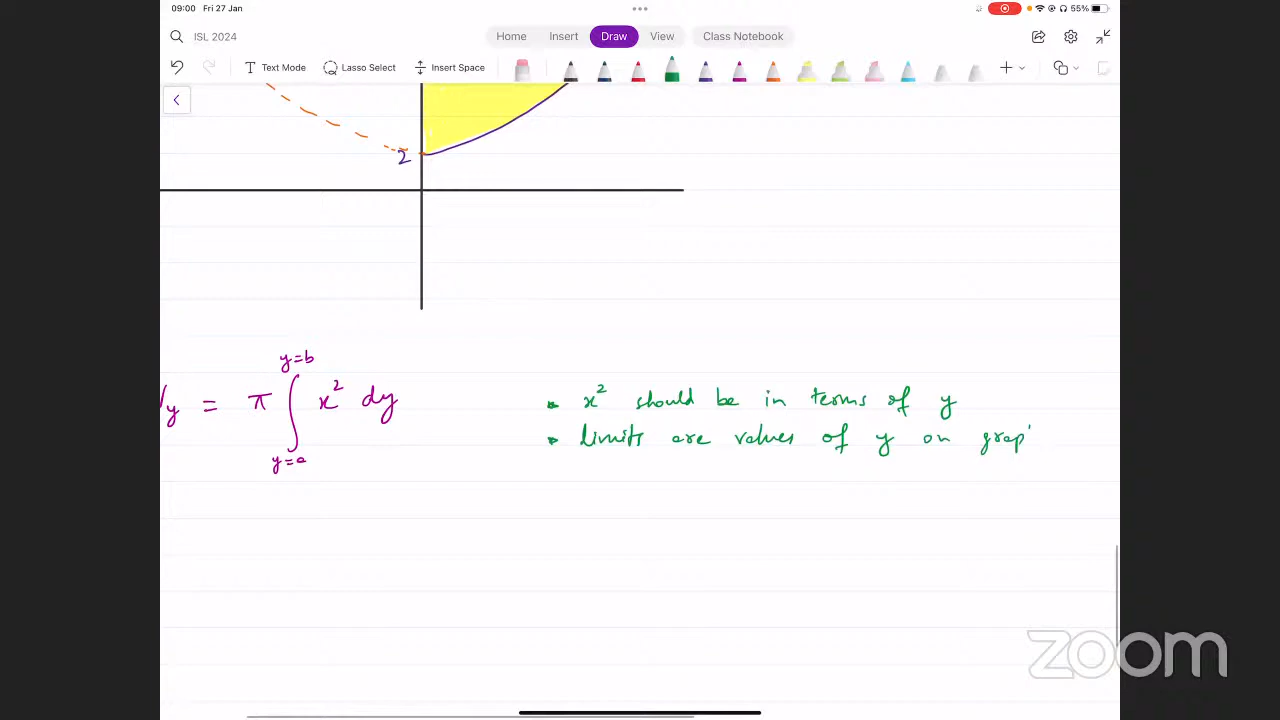 09:00 Fri 27 Jan
55%
ISL 2024
Home Insert Draw View Class Notebook
Text Mode Lasso Select Insert Space
2
y=b
Vy = π ∫ x² dy
y=a
• x² should be in terms of y
• limits are values of y on grap
zoom